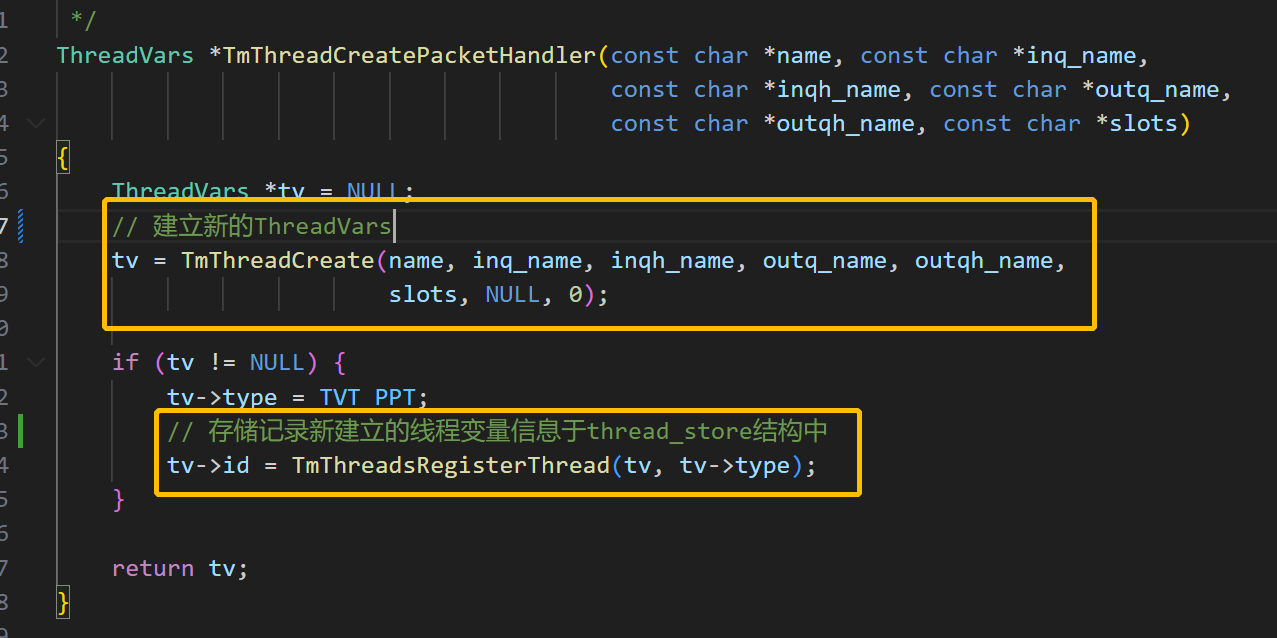 1 */
2 ThreadVars *TmThreadCreatePacketHandler(const char *name, const char *inq_name,
3 const char *inqh_name, const char *outq_name,
4 const char *outqh_name, const char *slots)
5 {
6 ThreadVars *tv = NULL;
7 // 建立新的ThreadVars
8 tv = TmThreadCreate(name, inq_name, inqh_name, outq_name, outqh_name,
9 slots, NULL, 0);
0
1 if (tv != NULL) {
2 tv->type = TVT_PPT;
3 // 存储记录新建立的线程变量信息于thread_store结构中
4 tv->id = TmThreadsRegisterThread(tv, tv->type);
5 }
6
7 return tv;
8 }
9